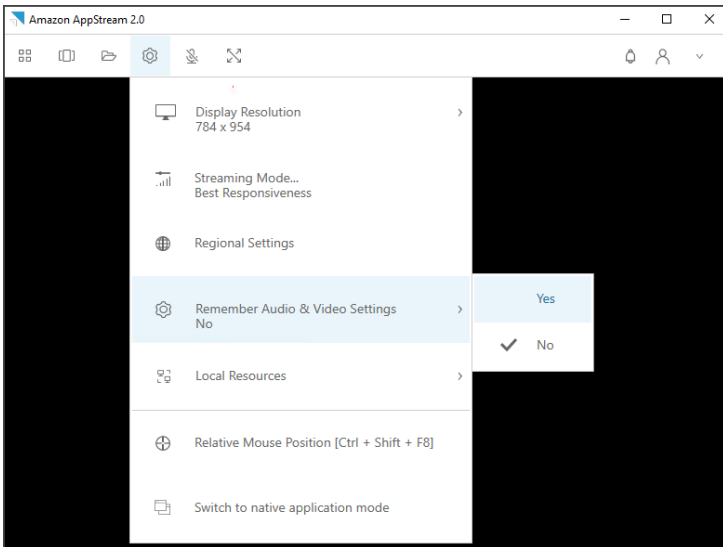 Amazon AppStream 2.0
Display Resolution
784 x 954
Streaming Mode...
Best Responsiveness
Regional Settings
Remember Audio & Video Settings
No
Yes
No
Local Resources
Relative Mouse Position [Ctrl + Shift + F8]
Switch to native application mode